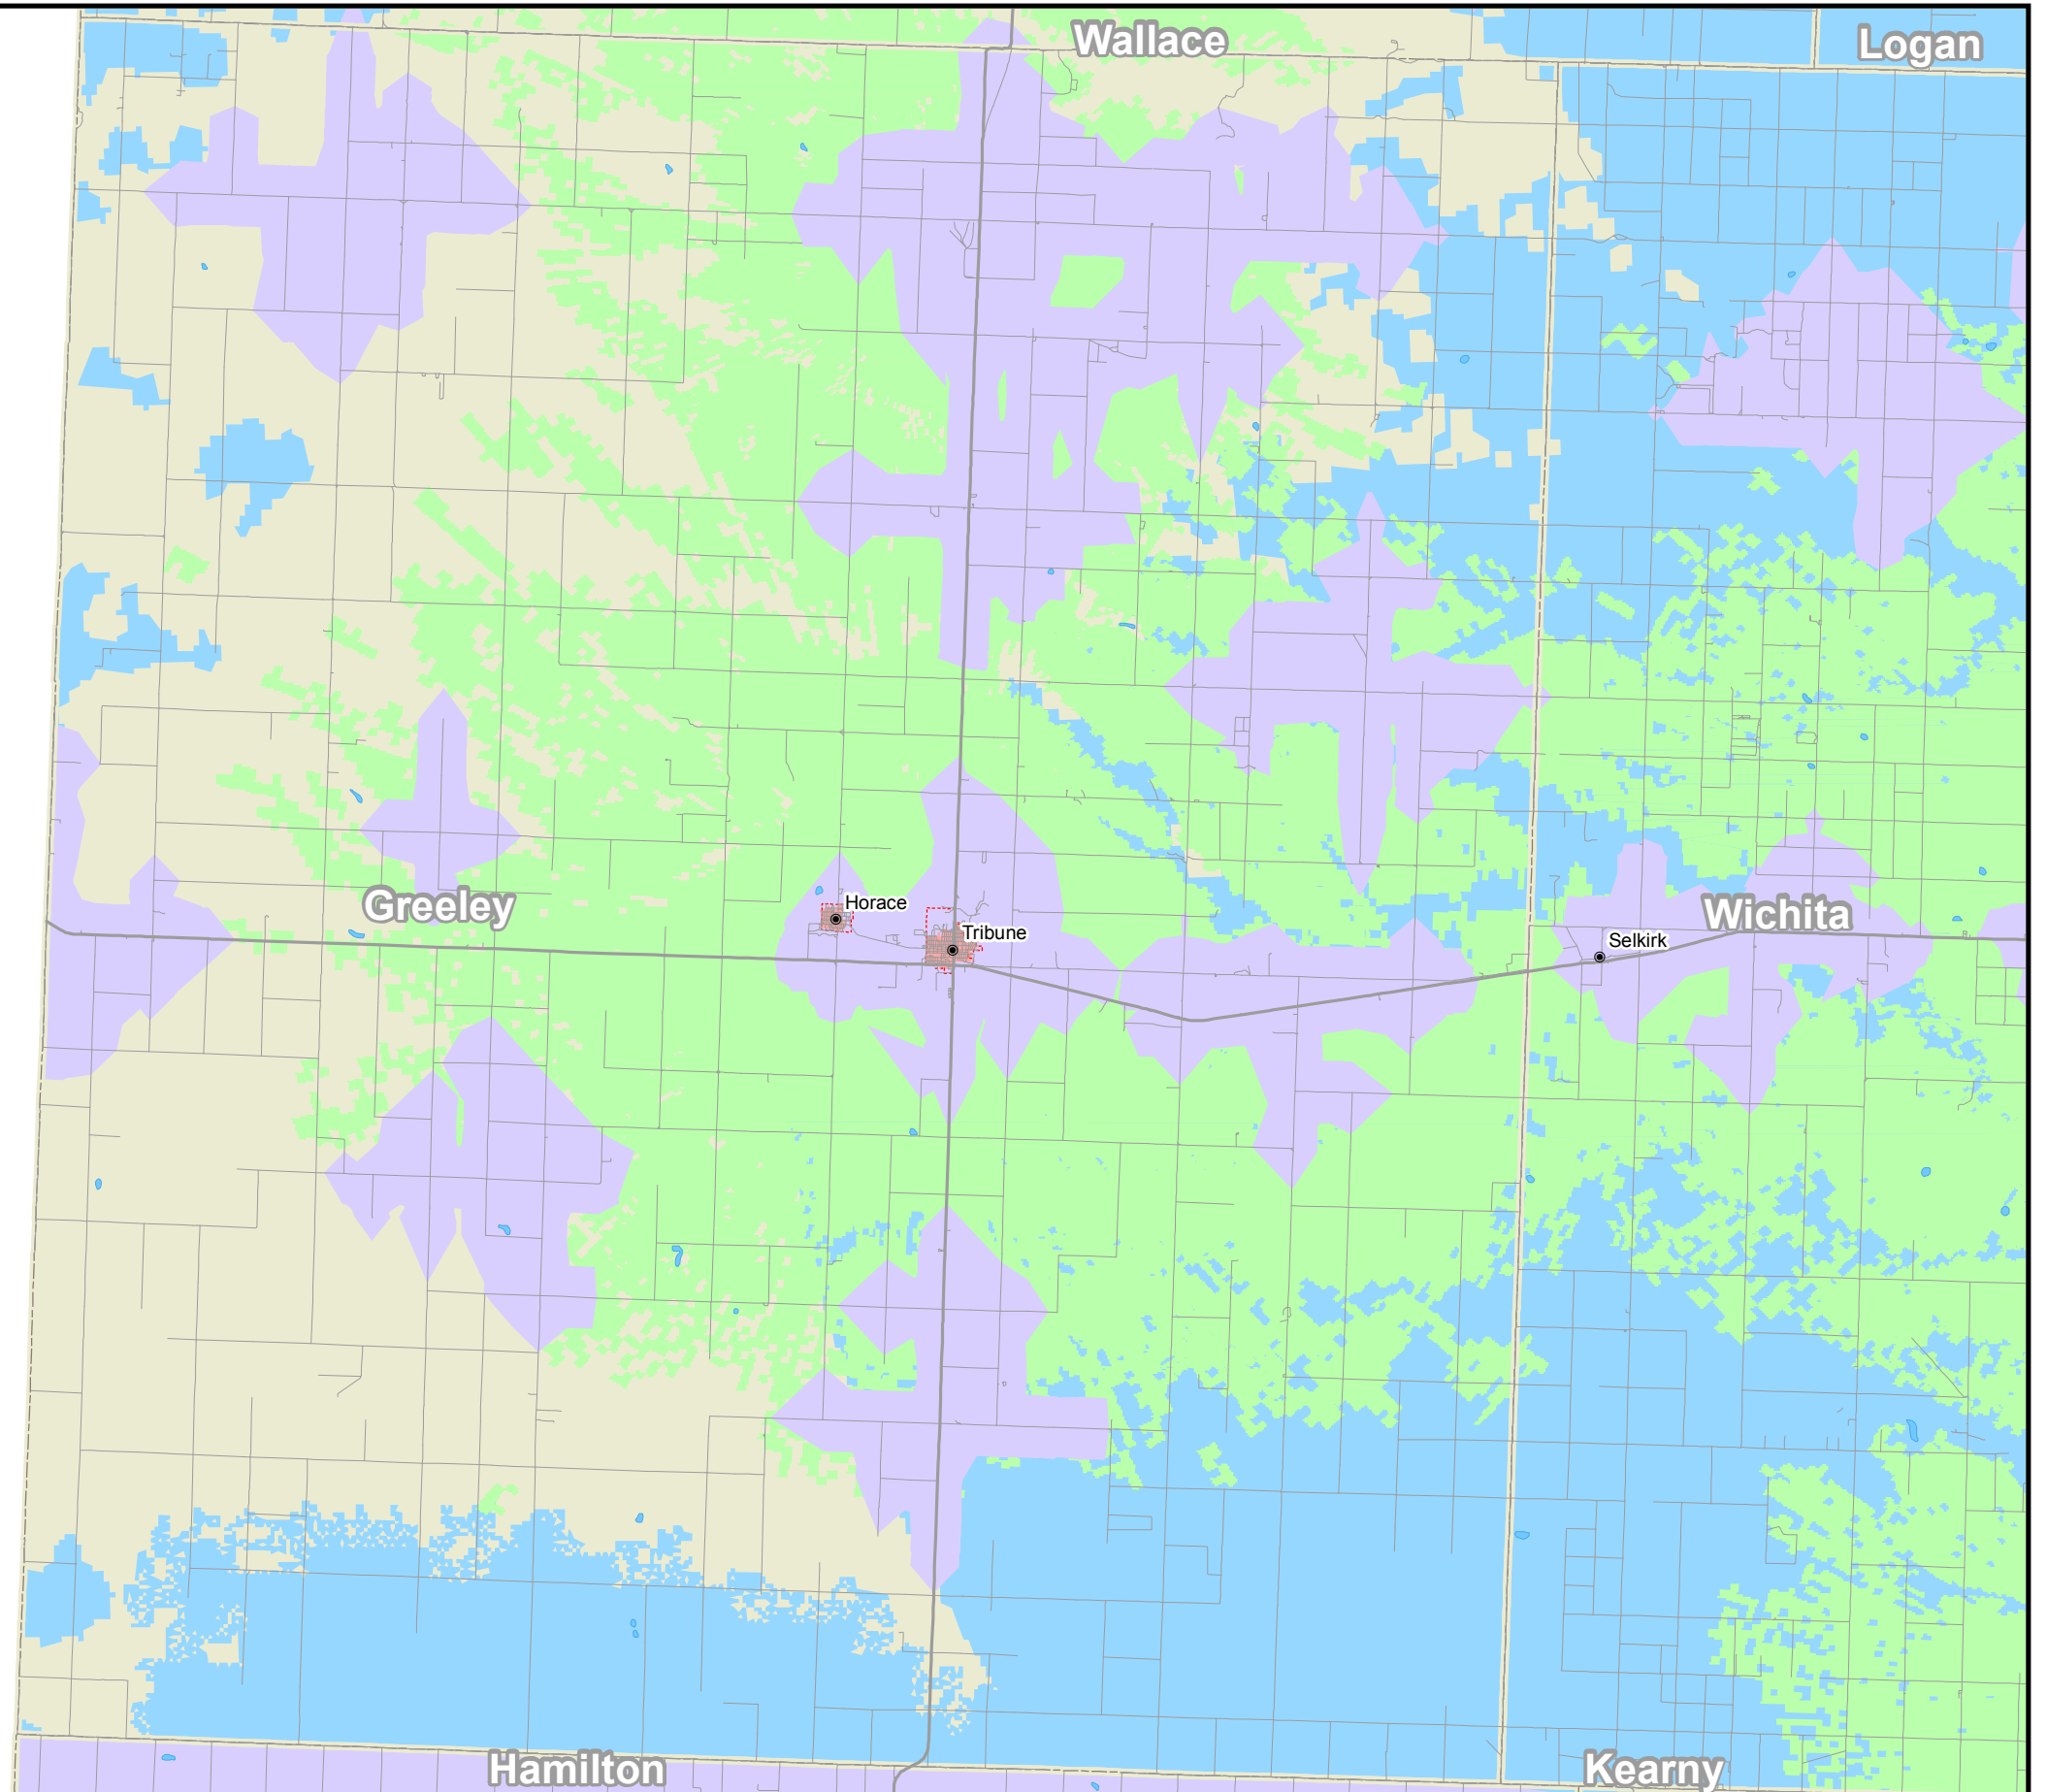 Wallace
Logan
Greeley
Horace
Tribune
Wichita
Selkirk
Hamilton
Kearny